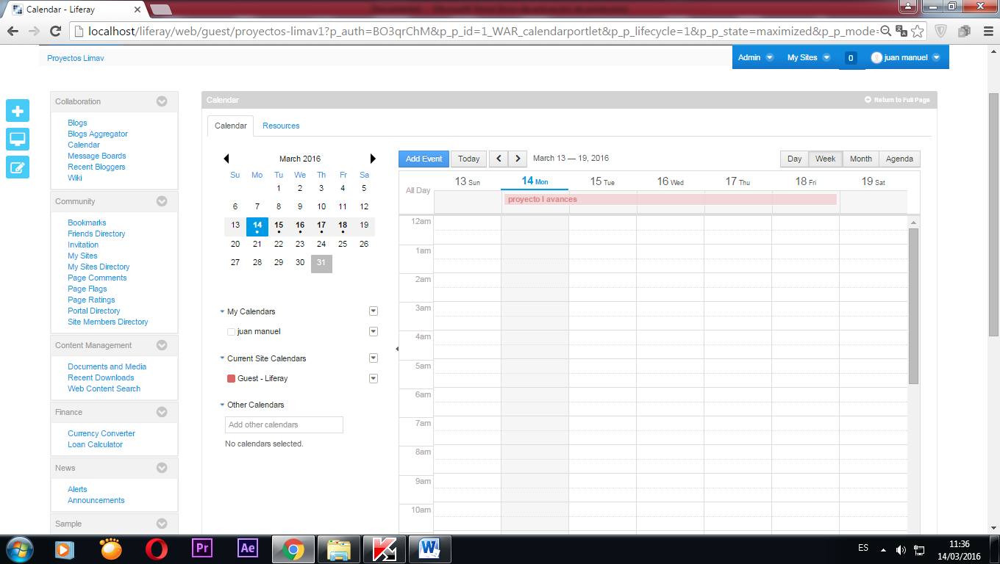 Calendar - Liferay
localhost/liferay/web/guest/proyectos-limav1?p_auth=BO3qrChM&p_p_id=1_WAR_calendarportlet&p_p_lifecycle=1&p_p_state=maximized&p_p_mode=
Proyectos Limav
Admin
My Sites
0
juan manuel
Collaboration
Blogs
Blogs Aggregator
Calendar
Message Boards
Recent Bloggers
Wiki
Community
Bookmarks
Friends Directory
Invitation
My Sites
My Sites Directory
Page Comments
Page Flags
Page Ratings
Portal Directory
Site Members Directory
Content Management
Documents and Media
Recent Downloads
Web Content Search
Finance
Currency Converter
Loan Calculator
News
Alerts
Announcements
Sample
Calendar
Return to Full Page
Calendar
Resources
March 2016
Su Mo Tu We Th Fr Sa
1 2 3 4 5
6 7 8 9 10 11 12
13 14 15 16 17 18 19
20 21 22 23 24 25 26
27 28 29 30 31
My Calendars
juan manuel
Current Site Calendars
Guest - Liferay
Other Calendars
Add other calendars
No calendars selected.
Add Event
Today
March 13 — 19, 2016
Day
Week
Month
Agenda
13 Sun 14 Mon 15 Tue 16 Wed 17 Thu 18 Fri 19 Sat
All Day
proyecto l avances
12am
1am
2am
3am
4am
5am
6am
7am
8am
9am
10am
Pr
Ae
ES
11:36
14/03/2016